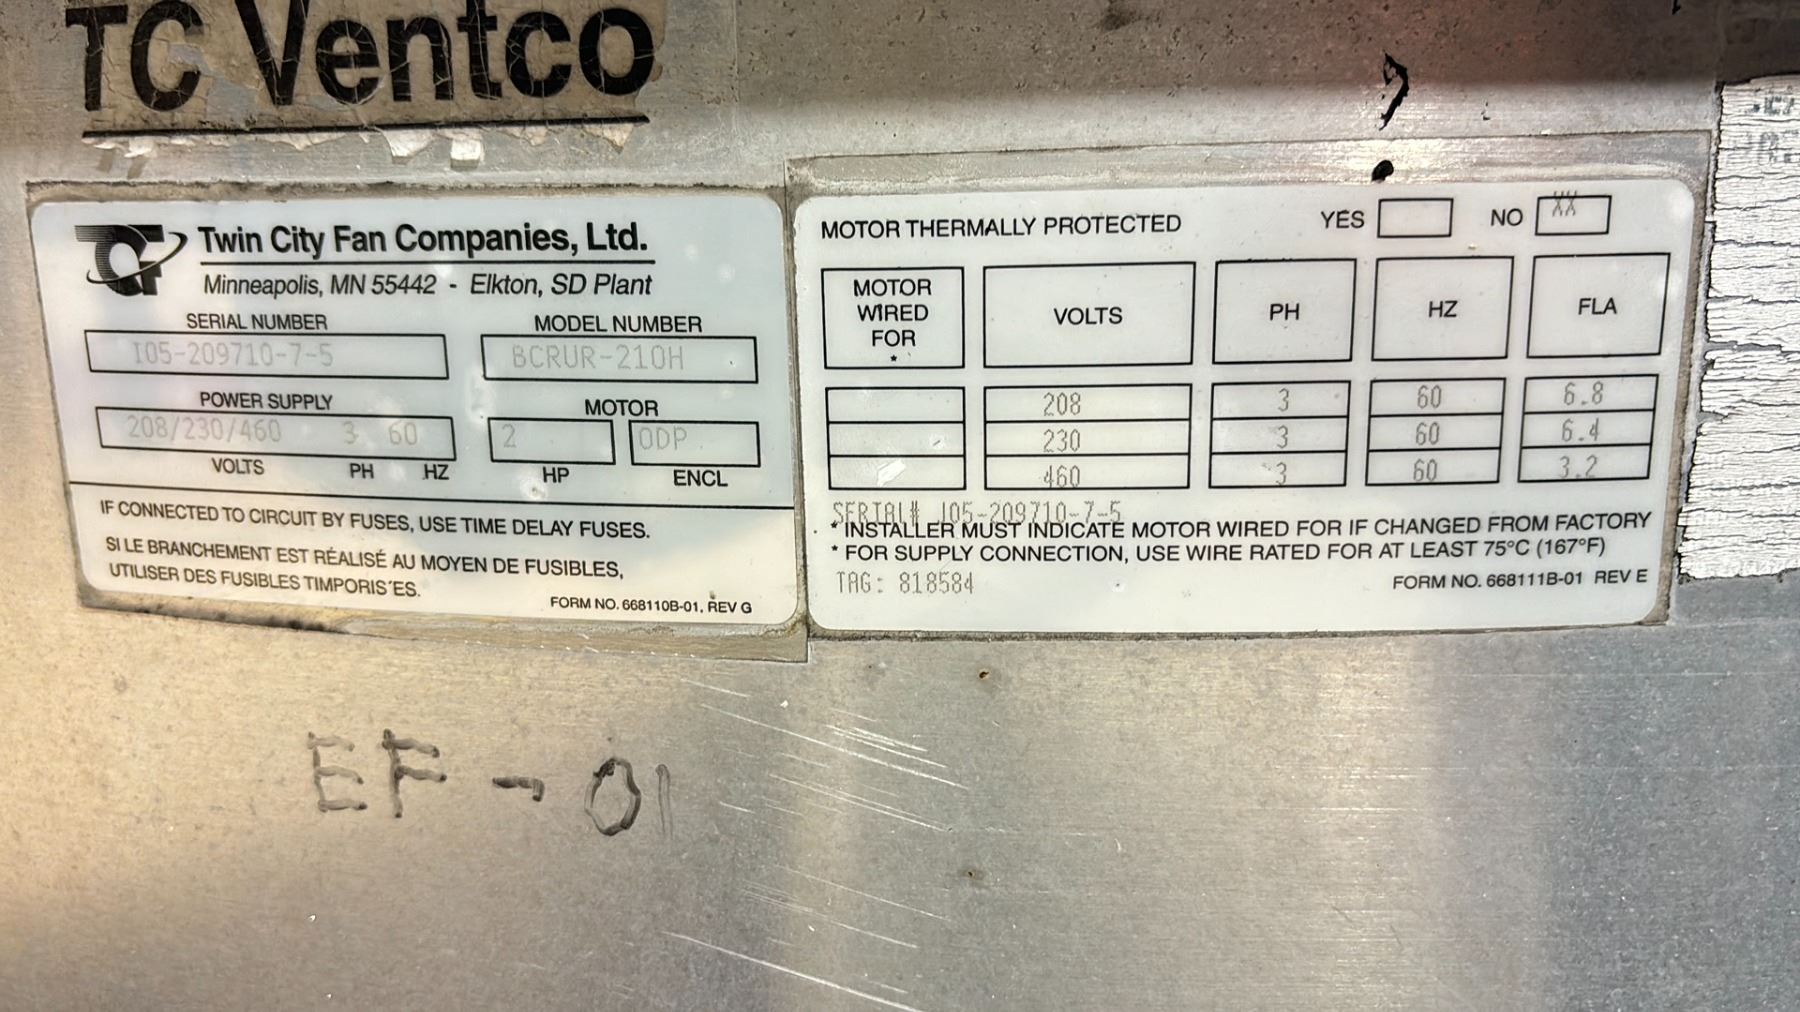 TC Ventco
Twin City Fan Companies, Ltd.
Minneapolis, MN 55442 - Elkton, SD Plant
SERIAL NUMBER MODEL NUMBER
I05-209710-7-5 BCRUR-210H
POWER SUPPLY MOTOR
208/230/460 3 60 2 ODP
VOLTS PH HZ HP ENCL
IF CONNECTED TO CIRCUIT BY FUSES, USE TIME DELAY FUSES.
SI LE BRANCHEMENT EST RÉALISÉ AU MOYEN DE FUSIBLES,
UTILISER DES FUSIBLES TIMPORIS´ES.
FORM NO. 668110B-01, REV G
MOTOR THERMALLY PROTECTED YES NO XX
MOTOR
WIRED
FOR
*
VOLTS PH HZ FLA
208 3 60 6.8
230 3 60 6.4
460 3 60 3.2
SERIAL# I05-209710-7-5
* INSTALLER MUST INDICATE MOTOR WIRED FOR IF CHANGED FROM FACTORY
* FOR SUPPLY CONNECTION, USE WIRE RATED FOR AT LEAST 75°C (167°F)
TAG: 818584 FORM NO. 668111B-01 REV E
EF-01